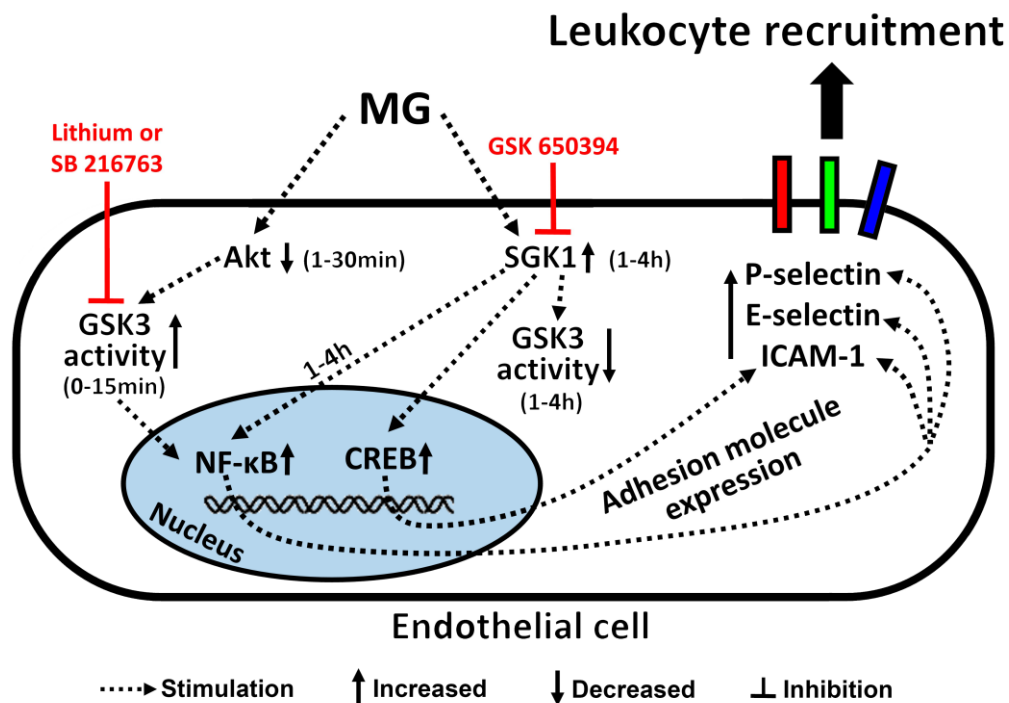 Leukocyte recruitment
MG
Lithium or
SB 216763
GSK 650394
Akt (1-30min)
SGK1 (1-4h)
GSK3
activity
(0-15min)
1-4h
GSK3
activity
(1-4h)
P-selectin
E-selectin
ICAM-1
NF-κB
CREB
Nucleus
Adhesion molecule
expression
Endothelial cell
Stimulation
Increased
Decreased
Inhibition